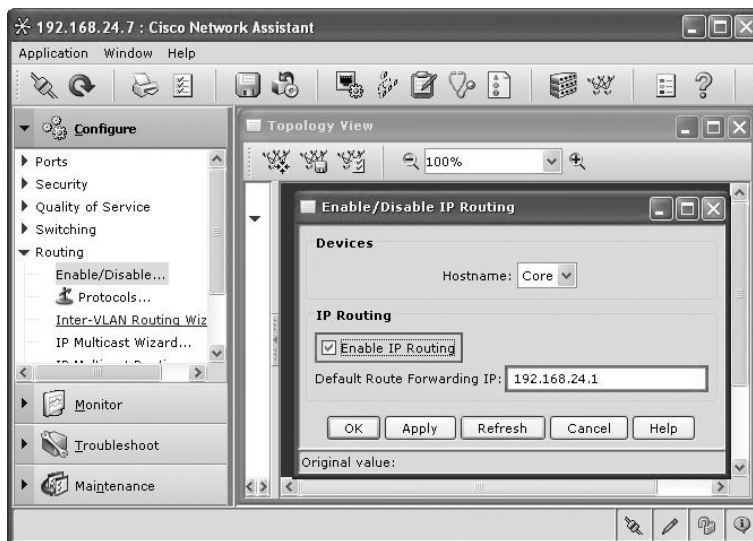 192.168.24.7 : Cisco Network Assistant
Application Window Help
Configure
Ports
Security
Quality of Service
Switching
Routing
Enable/Disable...
Protocols...
Inter-VLAN Routing Wiz
IP Multicast Wizard...
Monitor
Troubleshoot
Maintenance
Topology View
100%
Enable/Disable IP Routing
Devices
Hostname: Core
IP Routing
Enable IP Routing
Default Route Forwarding IP: 192.168.24.1
OK Apply Refresh Cancel Help
Original value: